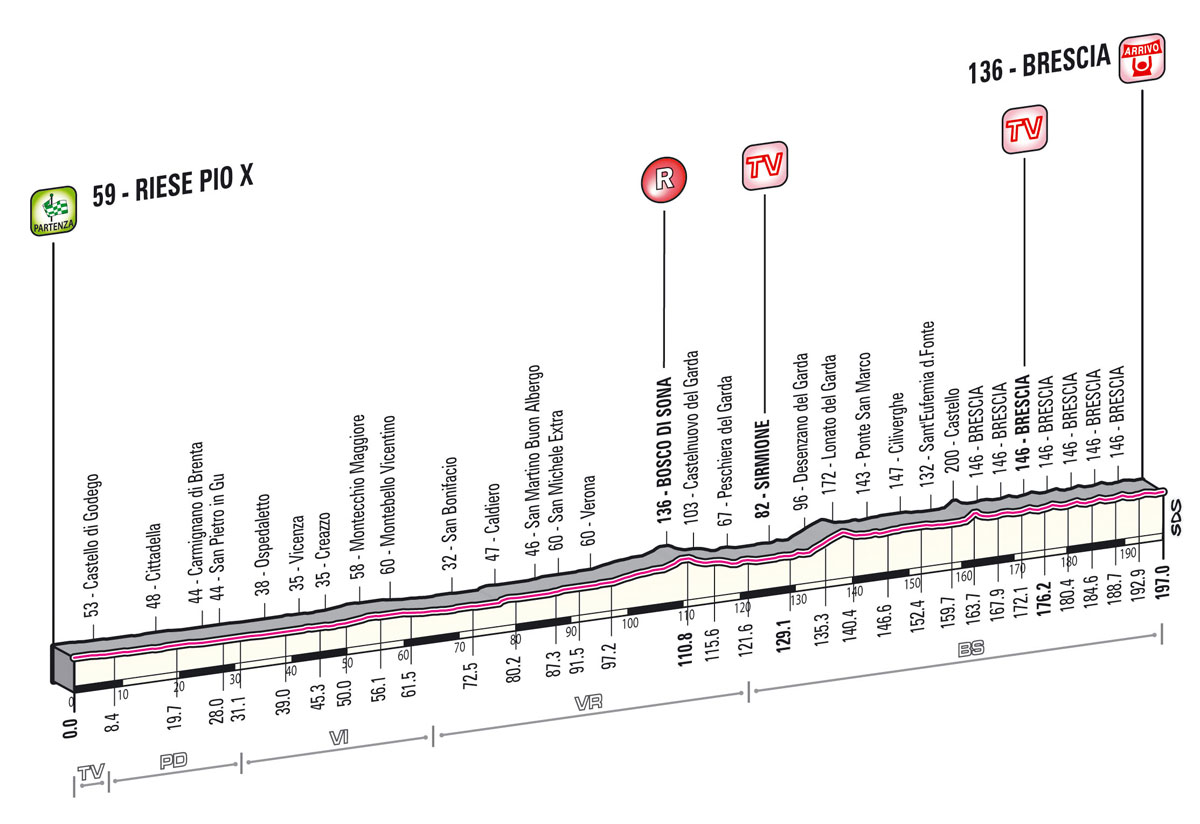 136 - BRESCIA
ARRIVO
TV
R
TV
59 - RIESE PIO X
PARTENZA
53 - Castello di Godego
48 - Cittadella
44 - Carmignano di Brenta
44 - San Pietro in Gu
38 - Ospedaletto
35 - Vicenza
35 - Creazzo
58 - Montecchio Maggiore
60 - Montebello Vicentino
32 - San Bonifacio
47 - Caldiero
46 - San Martino Buon Albergo
60 - San Michele Extra
60 - Verona
136 - BOSCO DI SONA
103 - Castelnuovo del Garda
67 - Peschiera del Garda
82 - SIRMIONE
96 - Desenzano del Garda
172 - Lonato del Garda
143 - Ponte San Marco
147 - Ciliverghe
132 - Sant'Eufemia d.Fonte
200 - Castello
146 - BRESCIA
146 - BRESCIA
146 - BRESCIA
146 - BRESCIA
146 - BRESCIA
146 - BRESCIA
146 - BRESCIA
SDS
0
10
20
30
40
50
60
70
80
90
100
110
120
130
140
150
160
170
180
190
0.0
8.4
19.7
28.0
31.1
39.0
45.3
50.0
56.1
61.5
72.5
80.2
87.3
91.5
97.2
110.8
115.6
121.6
129.1
135.3
140.4
146.6
152.4
159.7
163.7
167.9
172.1
176.2
180.4
184.6
188.7
192.9
197.0
TV
PD
VI
VR
BS